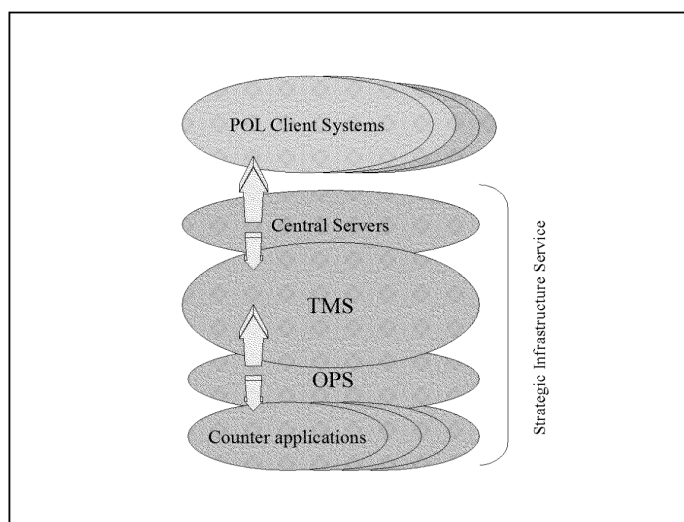 POL Client Systems
Central Servers
TMS
OPS
Counter applications
Strategic Infrastructure Service